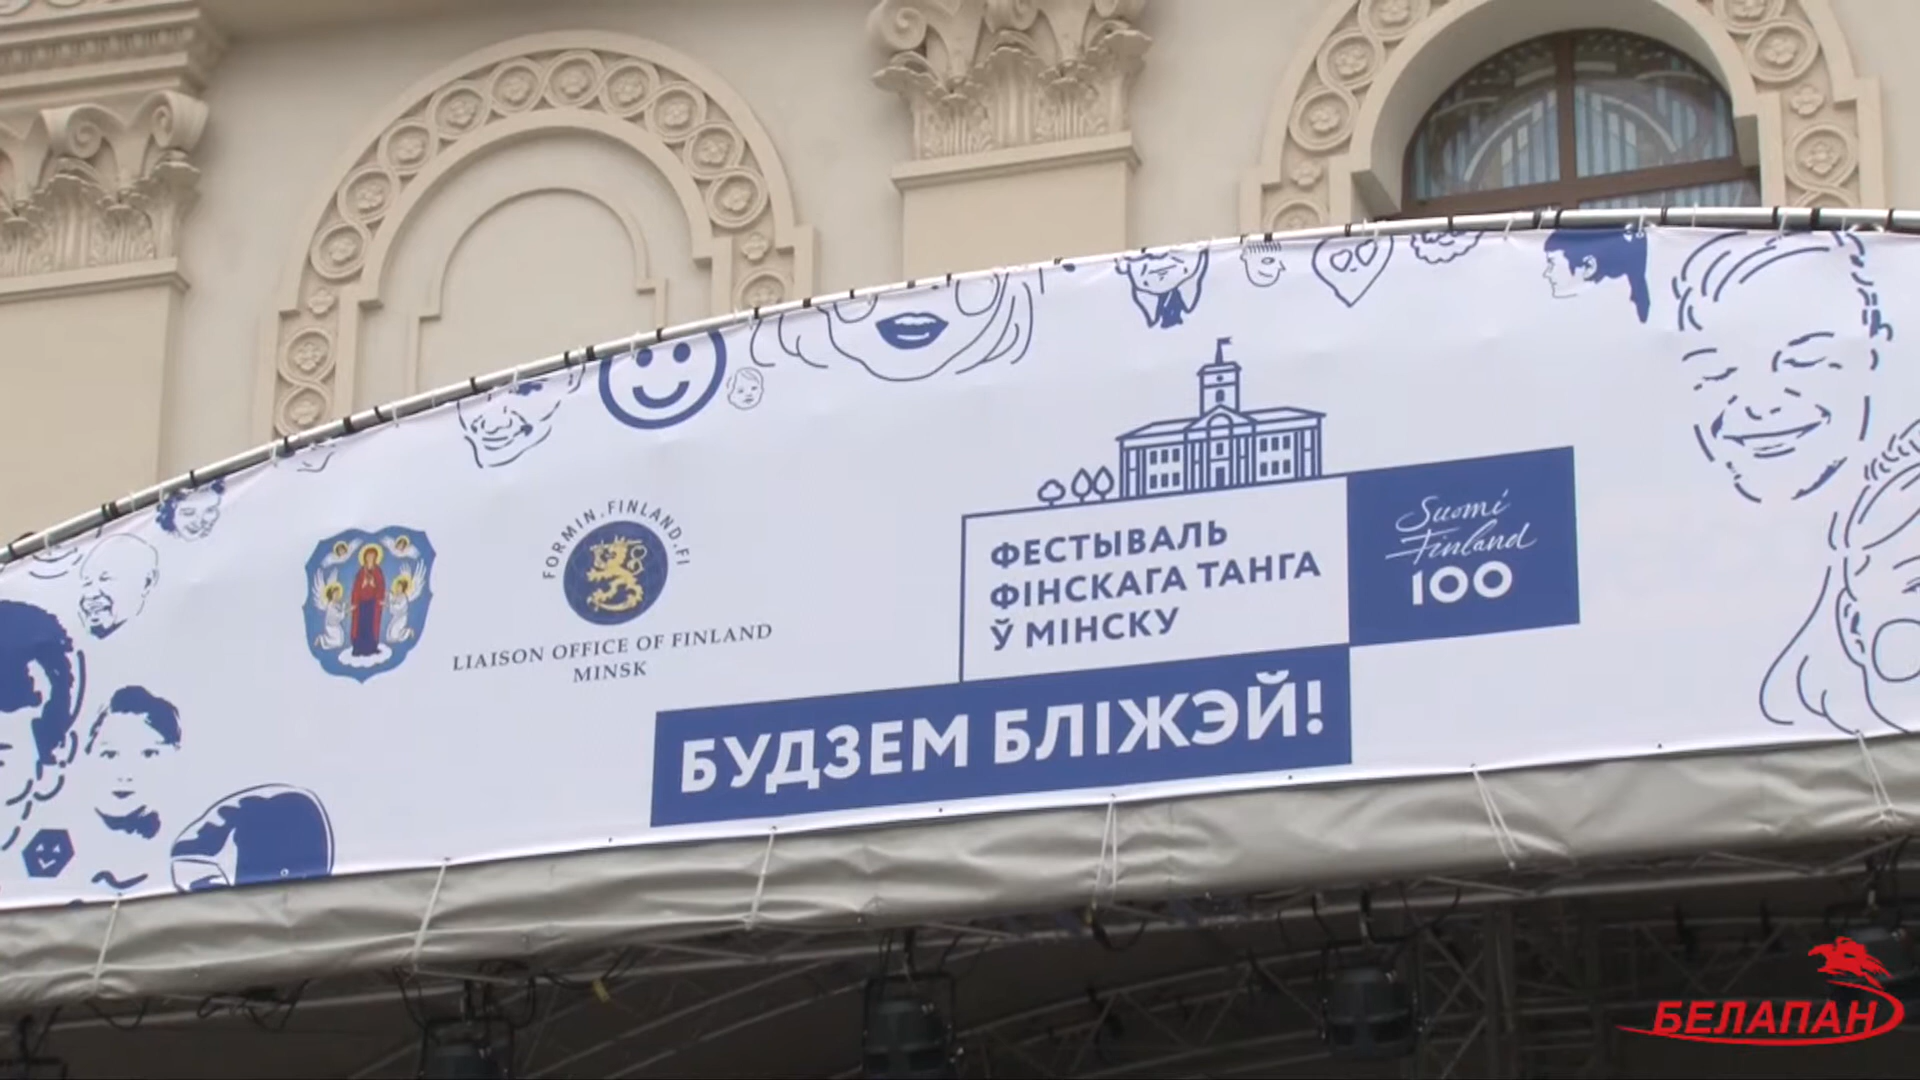 FORMIN.FINLAND.FI
LIAISON OFFICE OF FINLAND
MINSK
ФЕСТЫВАЛЬ
ФІНСКАГА ТАНГА
Ў МІНСКУ
Suomi
Finland
100
БУДЗЕМ БЛІЖЭЙ!
БЕЛАПАН